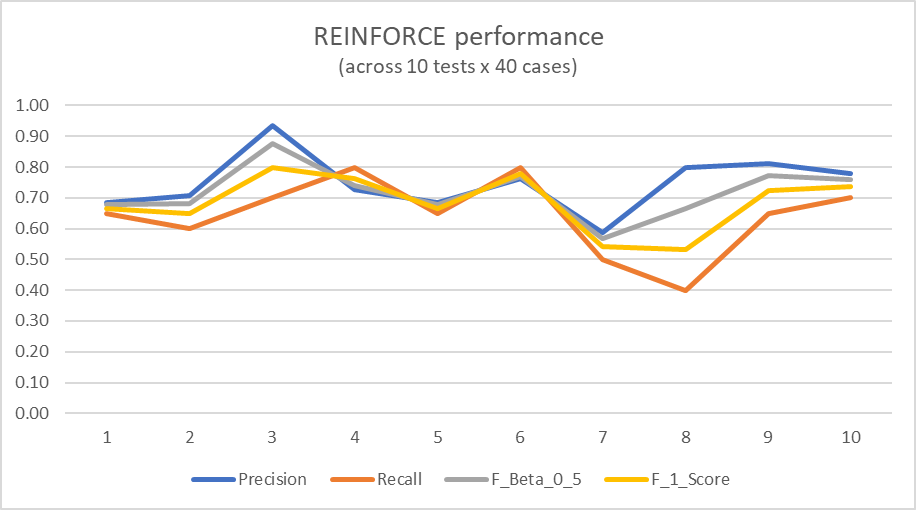 REINFORCE performance
(across 10 tests x 40 cases)
1.00
0.90
0.80
0.70
0.60
0.50
0.40
0.30
0.20
0.10
0.00
1 2 3 4 5 6 7 8 9 10
Precision Recall F_Beta_0_5 F_1_Score